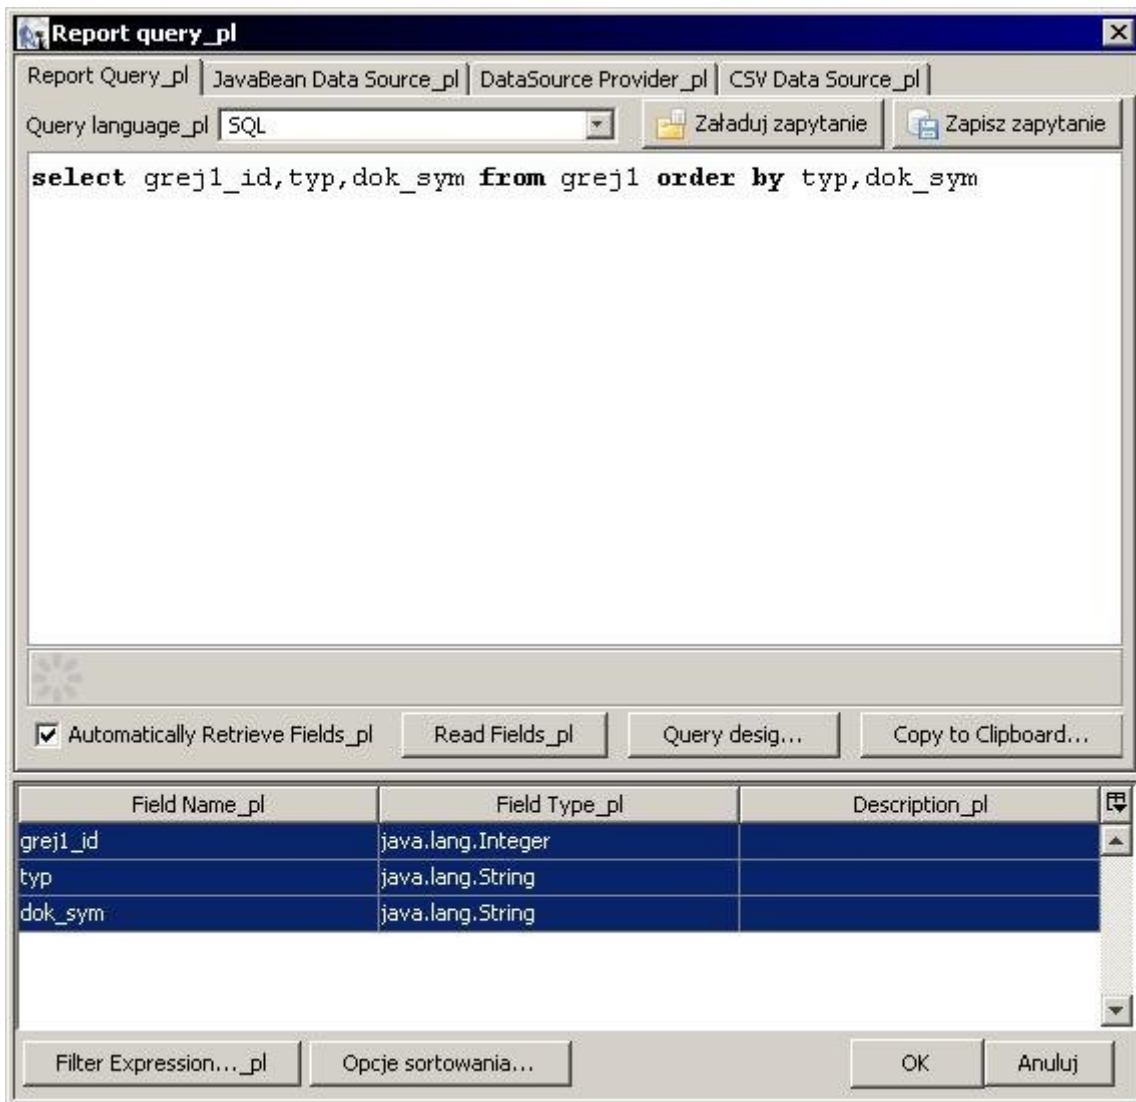 Report query_pl
Report Query_pl JavaBean Data Source_pl DataSource Provider_pl CSV Data Source_pl
Query language_pl SQL Załaduj zapytanie Zapisz zapytanie
select grej1_id,typ,dok_sym from grej1 order by typ,dok_sym
Automatically Retrieve Fields_pl Read Fields_pl Query desig... Copy to Clipboard...
Field Name_pl Field Type_pl Description_pl
grej1_id java.lang.Integer
typ java.lang.String
dok_sym java.lang.String
Filter Expression..._pl Opcje sortowania... OK Anuluj